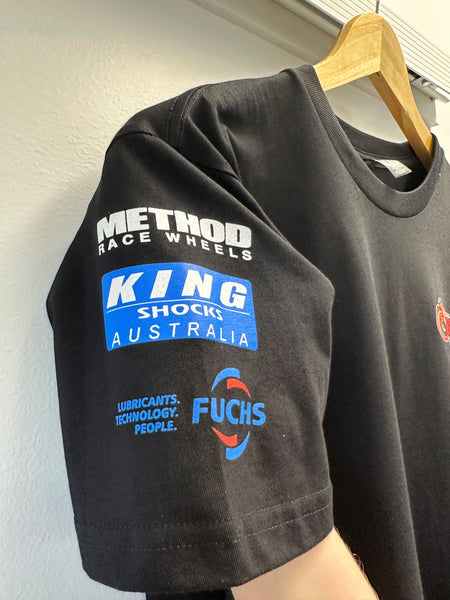 METHOD
RACE WHEELS
KING
SHOCKS
AUSTRALIA
LUBRICANTS.
TECHNOLOGY.
PEOPLE.
FUCHS